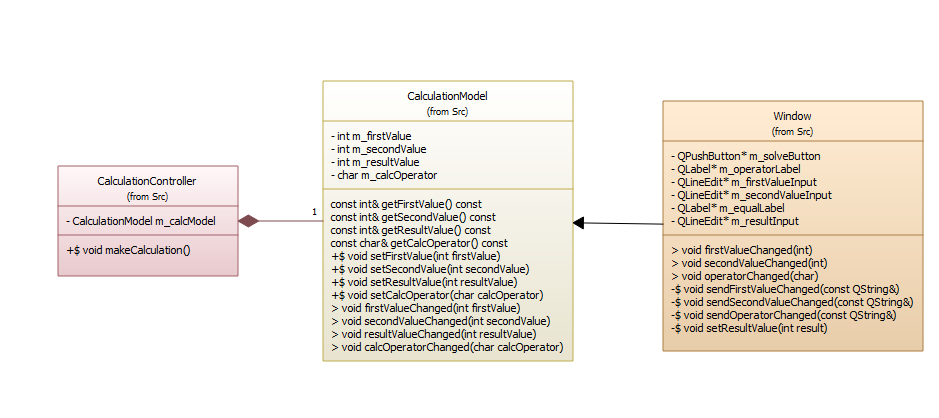 CalculationController
(from Src)
- CalculationModel m_calcModel
+$ void makeCalculation()
1
CalculationModel
(from Src)
- int m_firstValue
- int m_secondValue
- int m_resultValue
- char m_calcOperator
const int& getFirstValue() const
const int& getSecondValue() const
const int& getResultValue() const
const char& getCalcOperator() const
+$ void setFirstValue(int firstValue)
+$ void setSecondValue(int secondValue)
+$ void setResultValue(int resultValue)
+$ void setCalcOperator(char calcOperator)
> void firstValueChanged(int firstValue)
> void secondValueChanged(int secondValue)
> void resultValueChanged(int resultValue)
> void calcOperatorChanged(char calcOperator)
Window
(from Src)
- QPushButton* m_solveButton
- QLabel* m_operatorLabel
- QLineEdit* m_firstValueInput
- QLineEdit* m_secondValueInput
- QLabel* m_equalLabel
- QLineEdit* m_resultInput
> void firstValueChanged(int)
> void secondValueChanged(int)
> void operatorChanged(char)
-$ void sendFirstValueChanged(const QString&)
-$ void sendSecondValueChanged(const QString&)
-$ void sendOperatorChanged(const QString&)
-$ void setResultValue(int result)